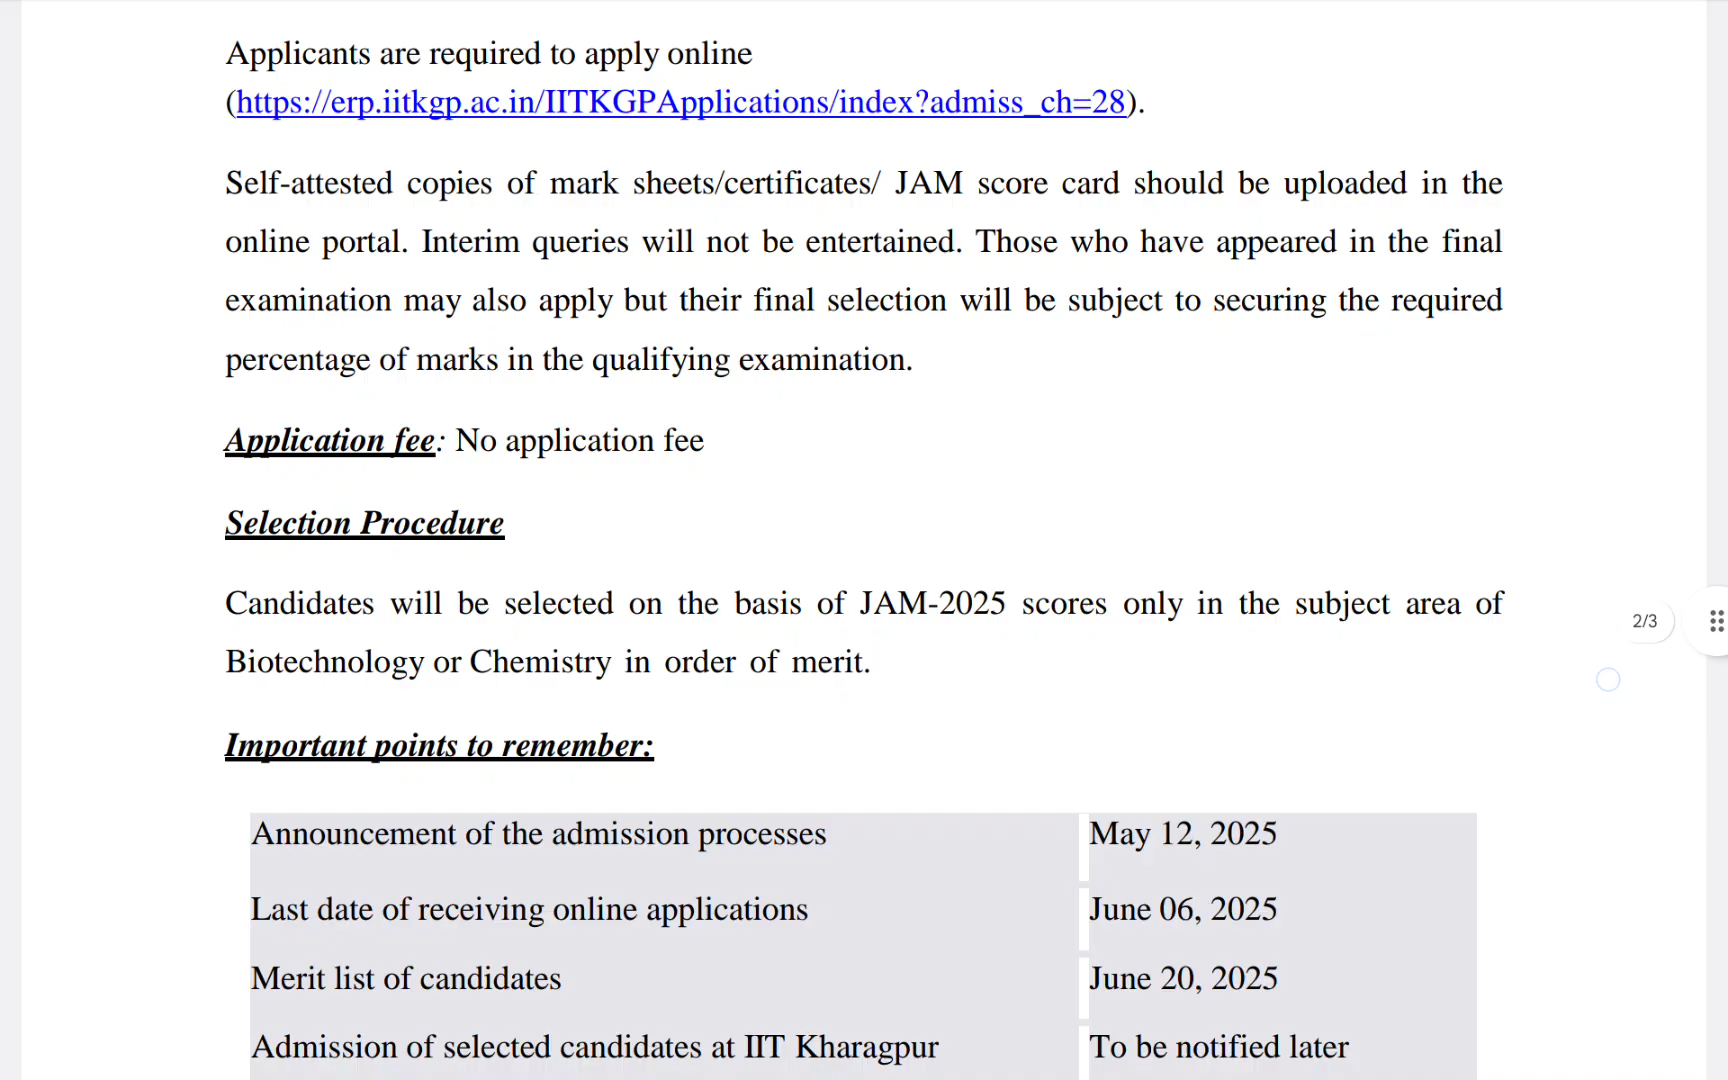 Applicants are required to apply online
(https://erp.iitkgp.ac.in/IITKGPApplications/index?admiss_ch=28).
Self-attested copies of mark sheets/certificates/ JAM score card should be uploaded in the
online portal. Interim queries will not be entertained. Those who have appeared in the final
examination may also apply but their final selection will be subject to securing the required
percentage of marks in the qualifying examination.
Application fee: No application fee
Selection Procedure
Candidates will be selected on the basis of JAM-2025 scores only in the subject area of
Biotechnology or Chemistry in order of merit.
2/3
Important points to remember:
Announcement of the admission processes May 12, 2025
Last date of receiving online applications June 06, 2025
Merit list of candidates June 20, 2025
Admission of selected candidates at IIT Kharagpur To be notified later